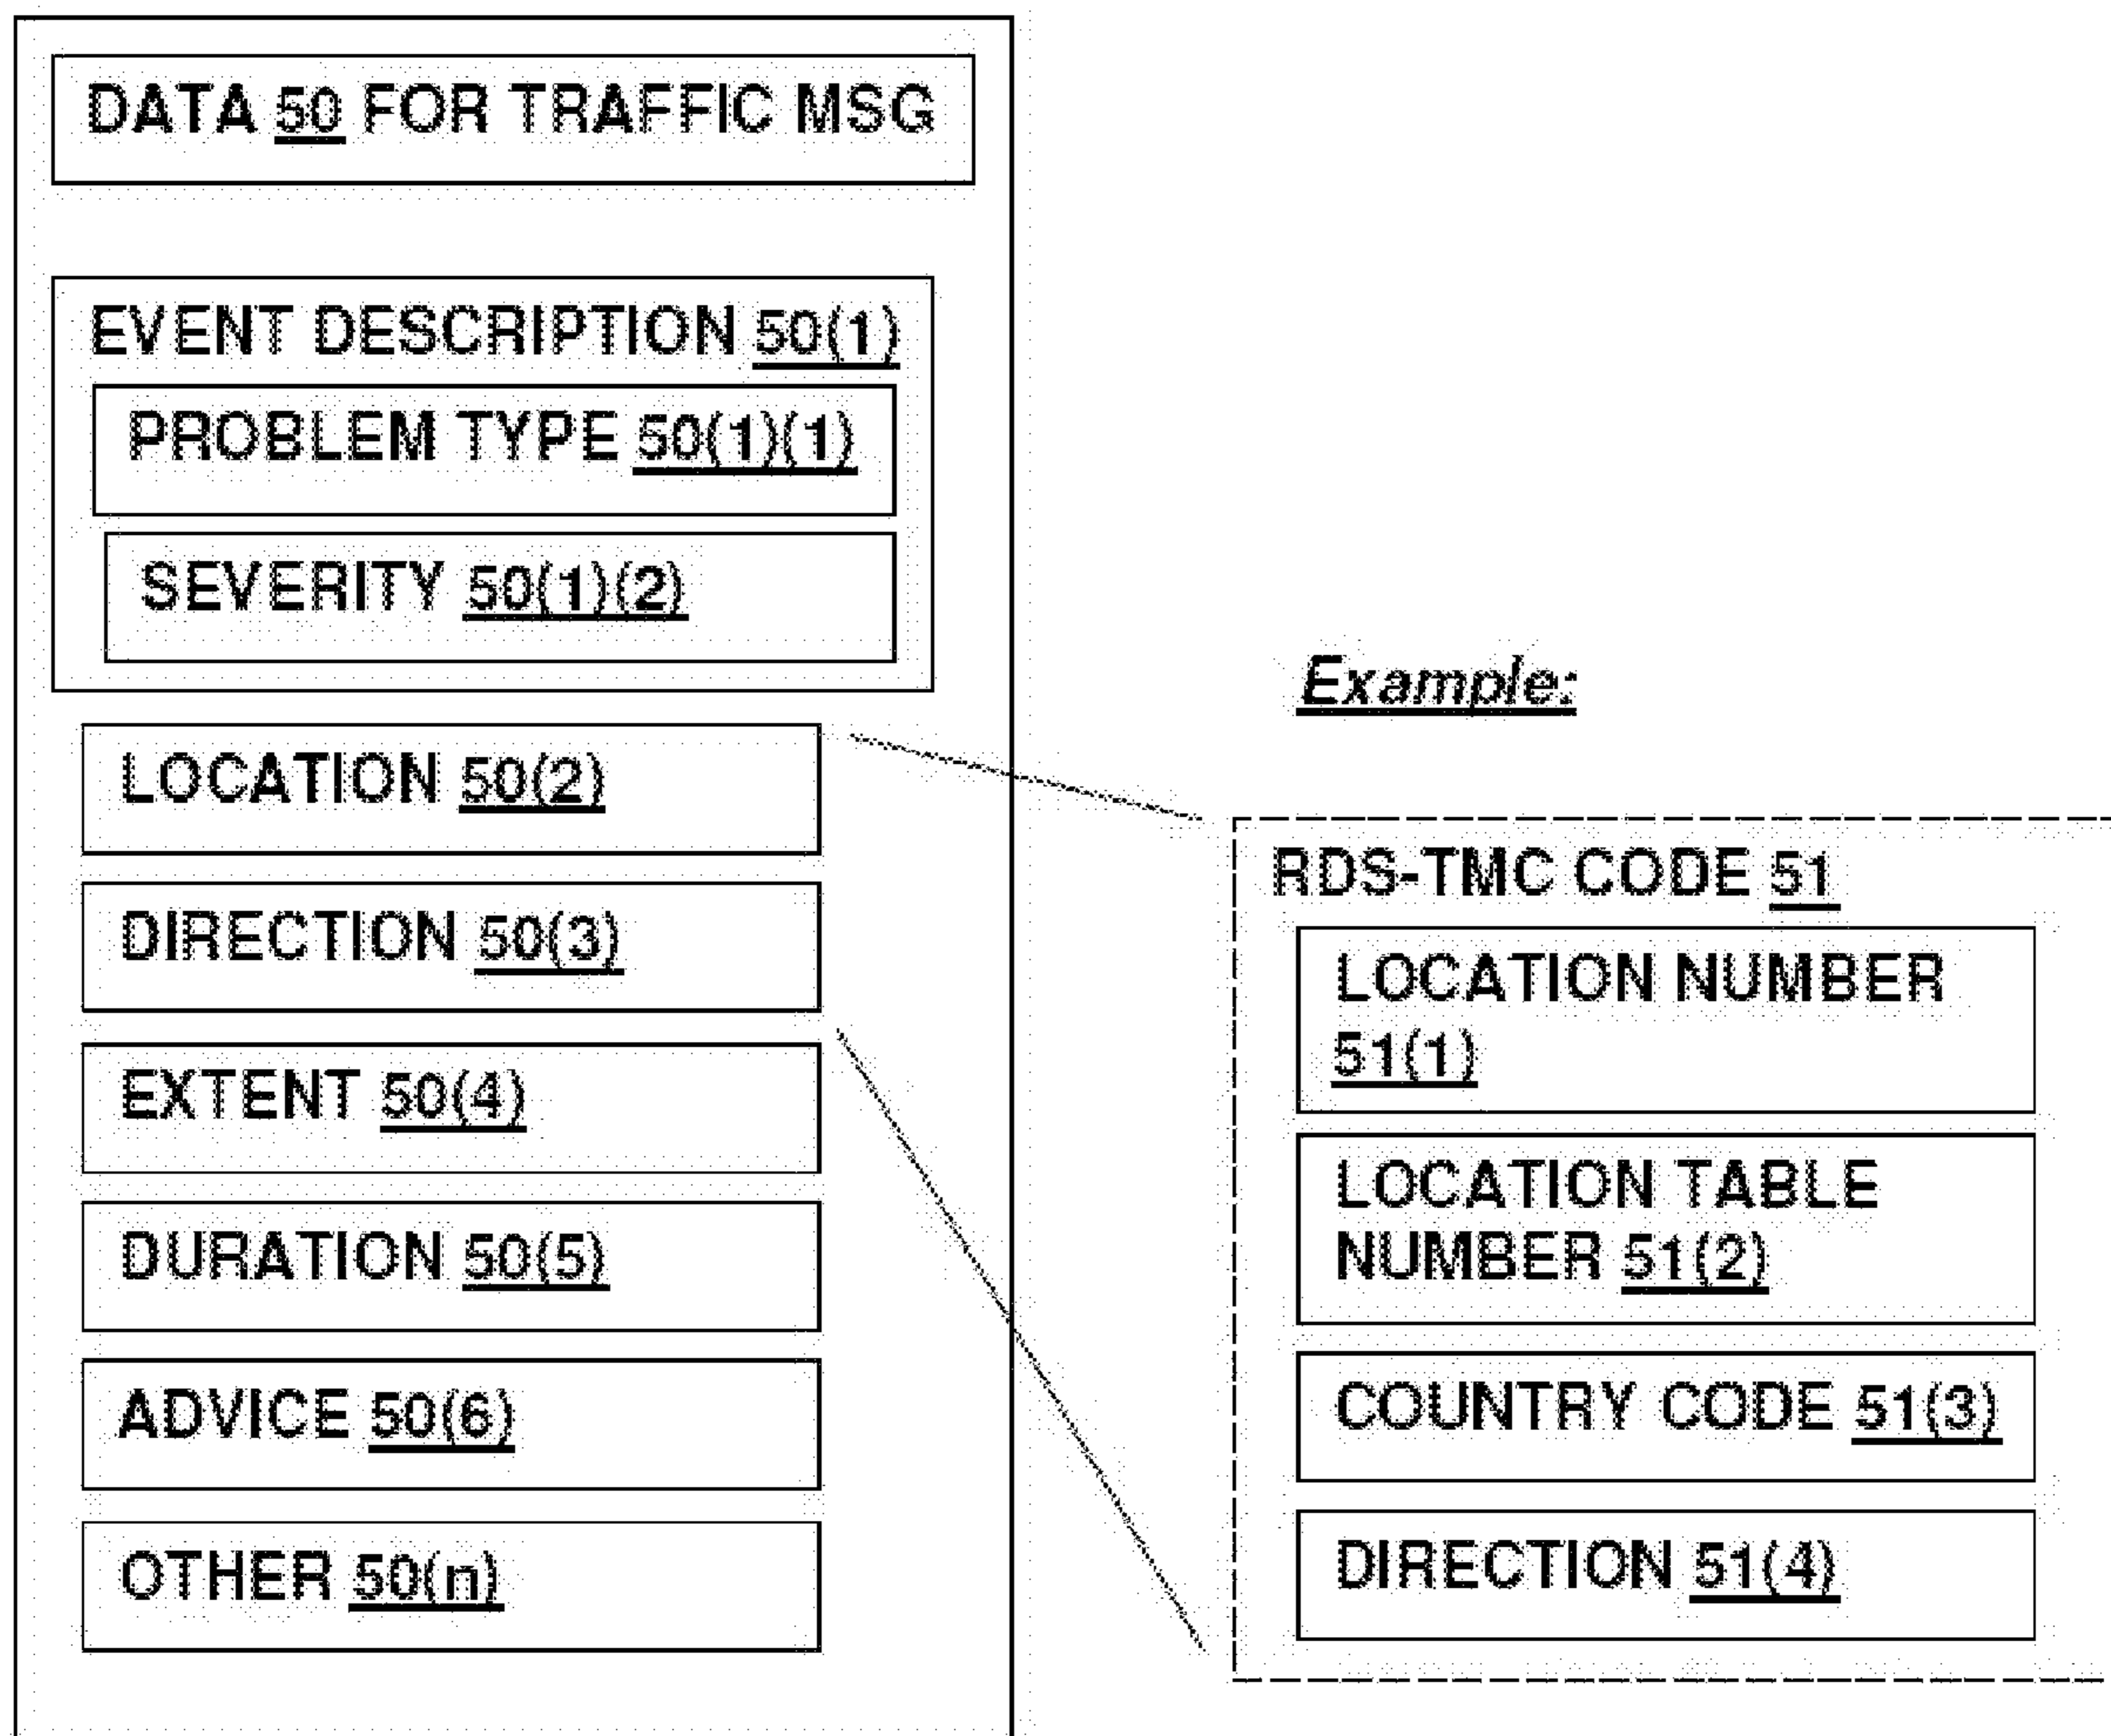 DATA 50 FOR TRAFFIC MSG
EVENT DESCRIPTION 50(1)
PROBLEM TYPE 50(1)(1)
SEVERITY 50(1)(2)
LOCATION 50(2)
DIRECTION 50(3)
EXTENT 50(4)
DURATION 50(5)
ADVICE 50(6)
OTHER 50(n)
Example:
RDS-TMC CODE 51
LOCATION NUMBER
51(1)
LOCATION TABLE
NUMBER 51(2)
COUNTRY CODE 51(3)
DIRECTION 51(4)